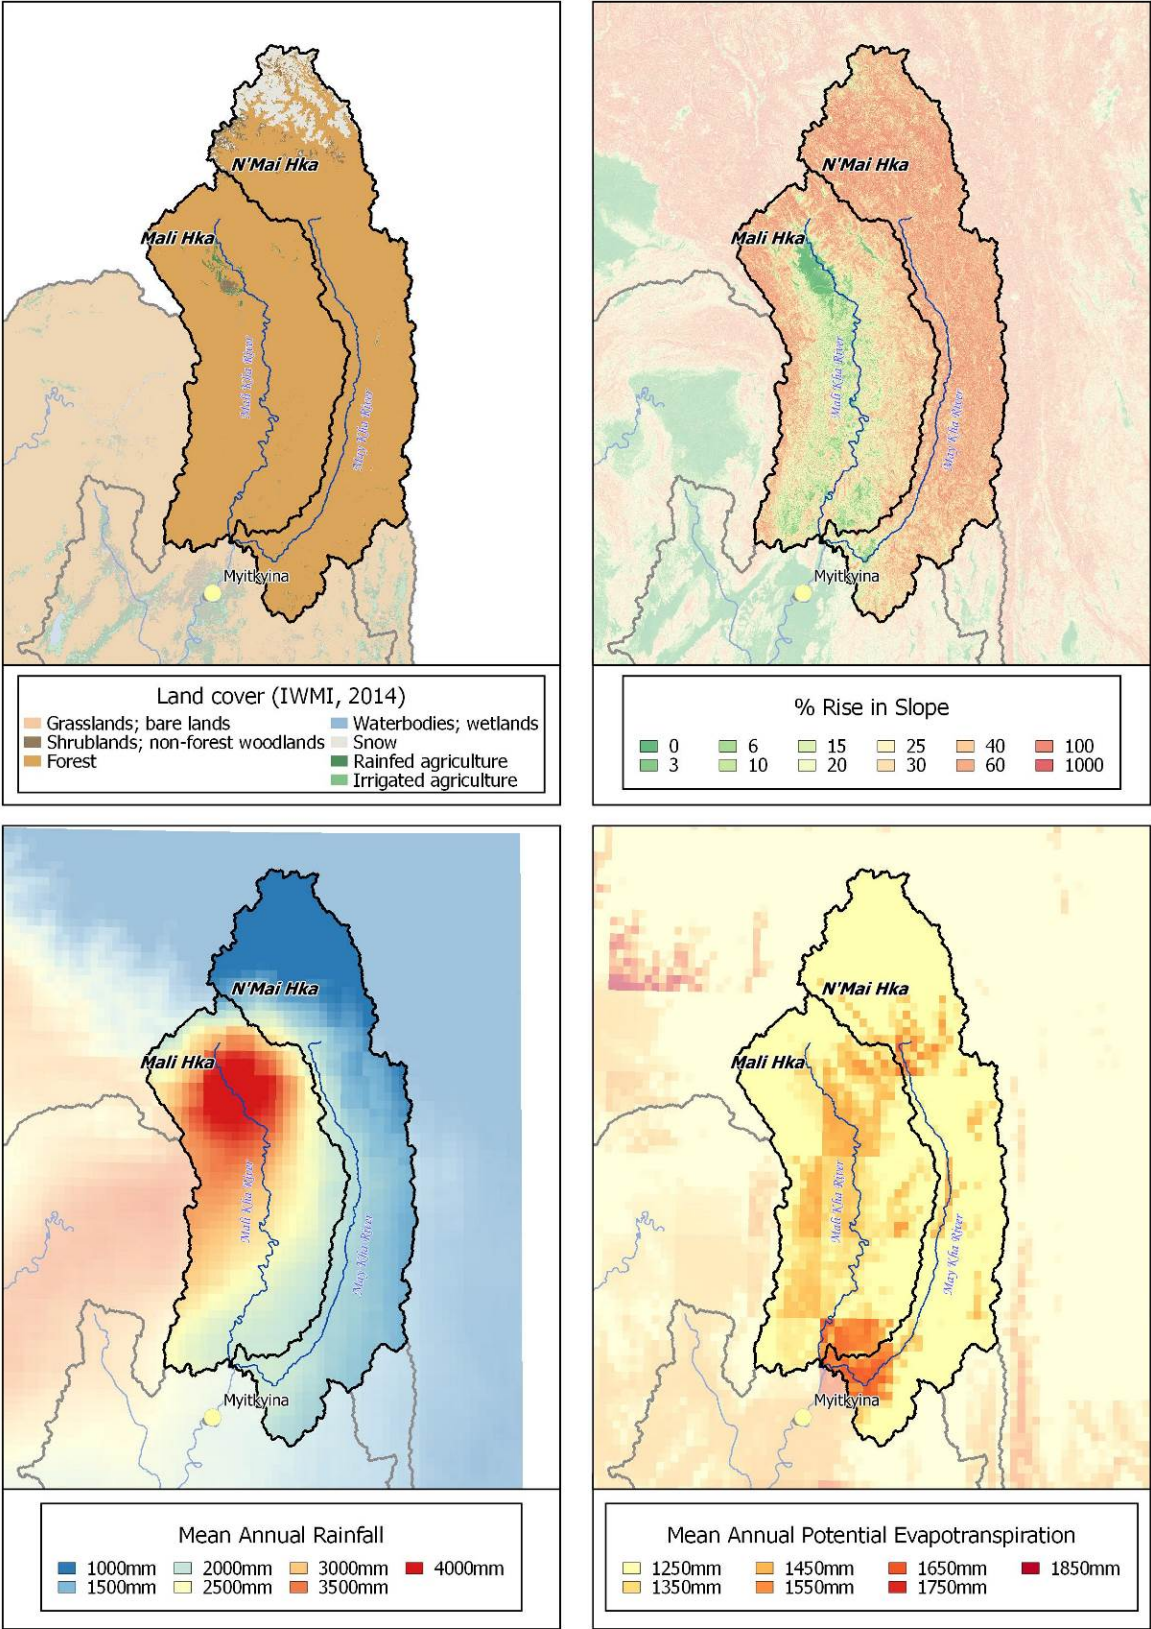 N'Mai Hka
Mali Hka
Mali Kha River
May Kha River
Myitkyina
Land cover (IWMI, 2014)
Grasslands; bare lands
Shrublands; non-forest woodlands
Forest
Waterbodies; wetlands
Snow
Rainfed agriculture
Irrigated agriculture
N'Mai Hka
Mali Hka
Mali Kha River
May Kha River
Myitkyina
% Rise in Slope
0 6 15 25 40 100
3 10 20 30 60 1000
N'Mai Hka
Mali Hka
Mali Kha River
May Kha River
Myitkyina
Mean Annual Rainfall
1000mm 2000mm 3000mm 4000mm
1500mm 2500mm 3500mm
N'Mai Hka
Mali Hka
Mali Kha River
May Kha River
Myitkyina
Mean Annual Potential Evapotranspiration
1250mm 1450mm 1650mm 1850mm
1350mm 1550mm 1750mm